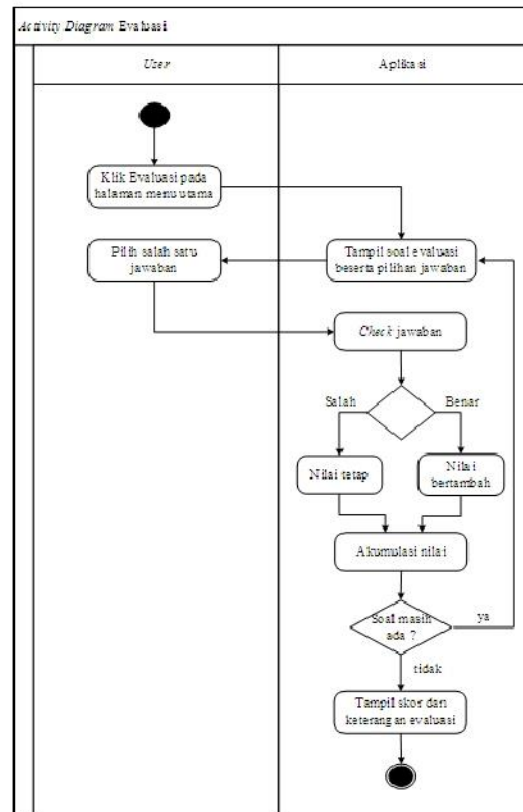 Activity Diagram Evaluasi
User
Aplikasi
Klik Evaluasi pada
halaman menu utama
Tampil soal evaluasi
beserta pilihan jawaban
Pilih salah satu
jawaban
Check jawaban
Salah
Benar
Nilai tetap
Nilai
bertambah
Akumulasi nilai
Soal masih
ada ?
ya
tidak
Tampil skor dan
keterangan evaluasi